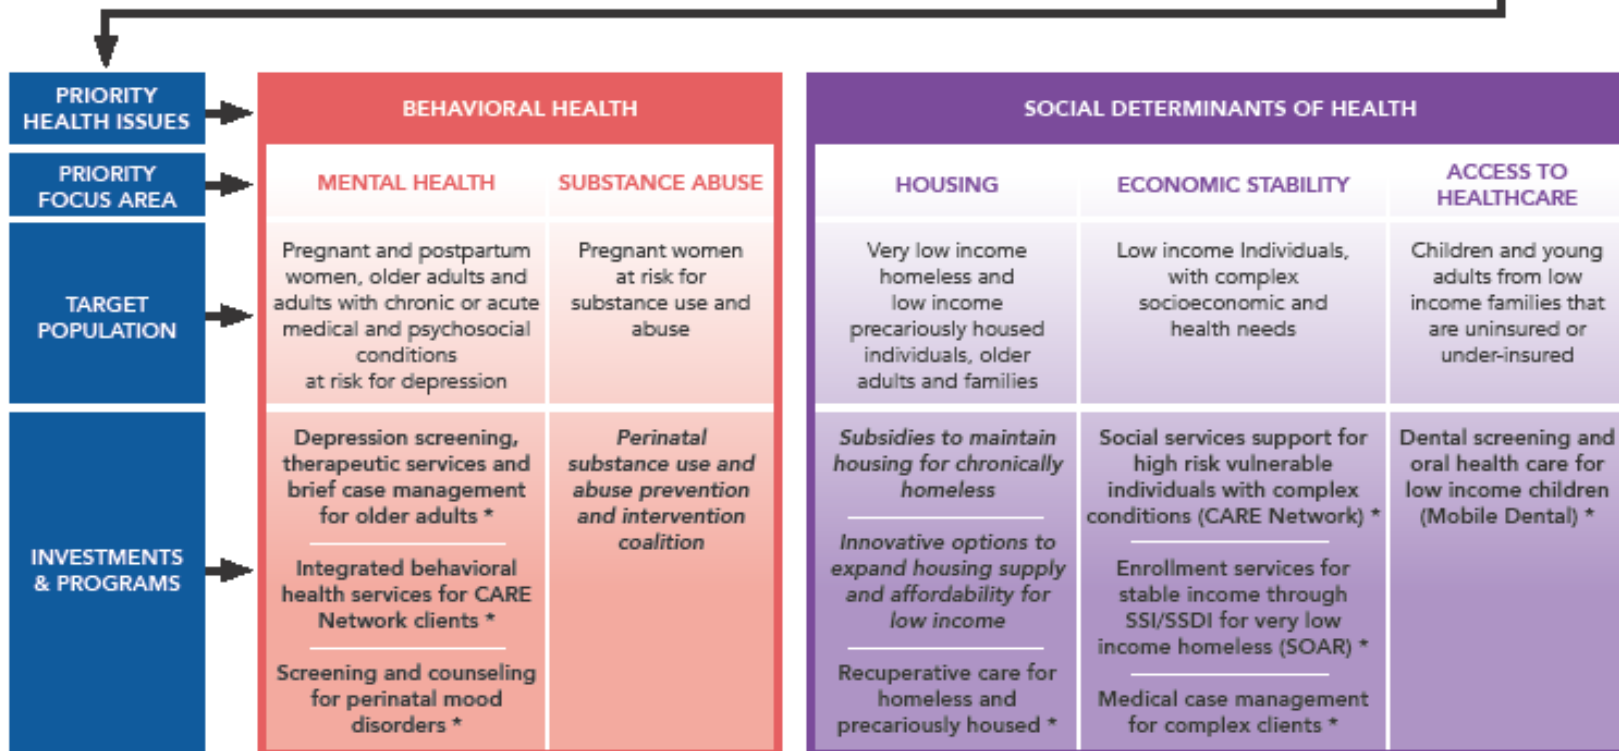 PRIORITY
HEALTH ISSUES
BEHAVIORAL HEALTH
SOCIAL DETERMINANTS OF HEALTH
PRIORITY
FOCUS AREA
MENTAL HEALTH
SUBSTANCE ABUSE
HOUSING
ECONOMIC STABILITY
ACCESS TO
HEALTHCARE
TARGET
POPULATION
Pregnant and postpartum
women, older adults and
adults with chronic or acute
medical and psychosocial
conditions
at risk for depression
Pregnant women
at risk for
substance use and
abuse
Very low income
homeless and
low income
precariously housed
individuals, older
adults and families
Low income Individuals,
with complex
socioeconomic and
health needs
Children and young
adults from low
income families that
are uninsured or
under-insured
INVESTMENTS
& PROGRAMS
Depression screening,
therapeutic services and
brief case management
for older adults *
Integrated behavioral
health services for CARE
Network clients *
Screening and counseling
for perinatal mood
disorders *
Perinatal
substance use and
abuse prevention
and intervention
coalition
Subsidies to maintain
housing for chronically
homeless
Innovative options to
expand housing supply
and affordability for
low income
Recuperative care for
homeless and
precariously housed *
Social services support for
high risk vulnerable
individuals with complex
conditions (CARE Network) *
Enrollment services for
stable income through
SSI/SSDI for very low
income homeless (SOAR) *
Medical case management
for complex clients *
Dental screening and
oral health care for
low income children
(Mobile Dental) *